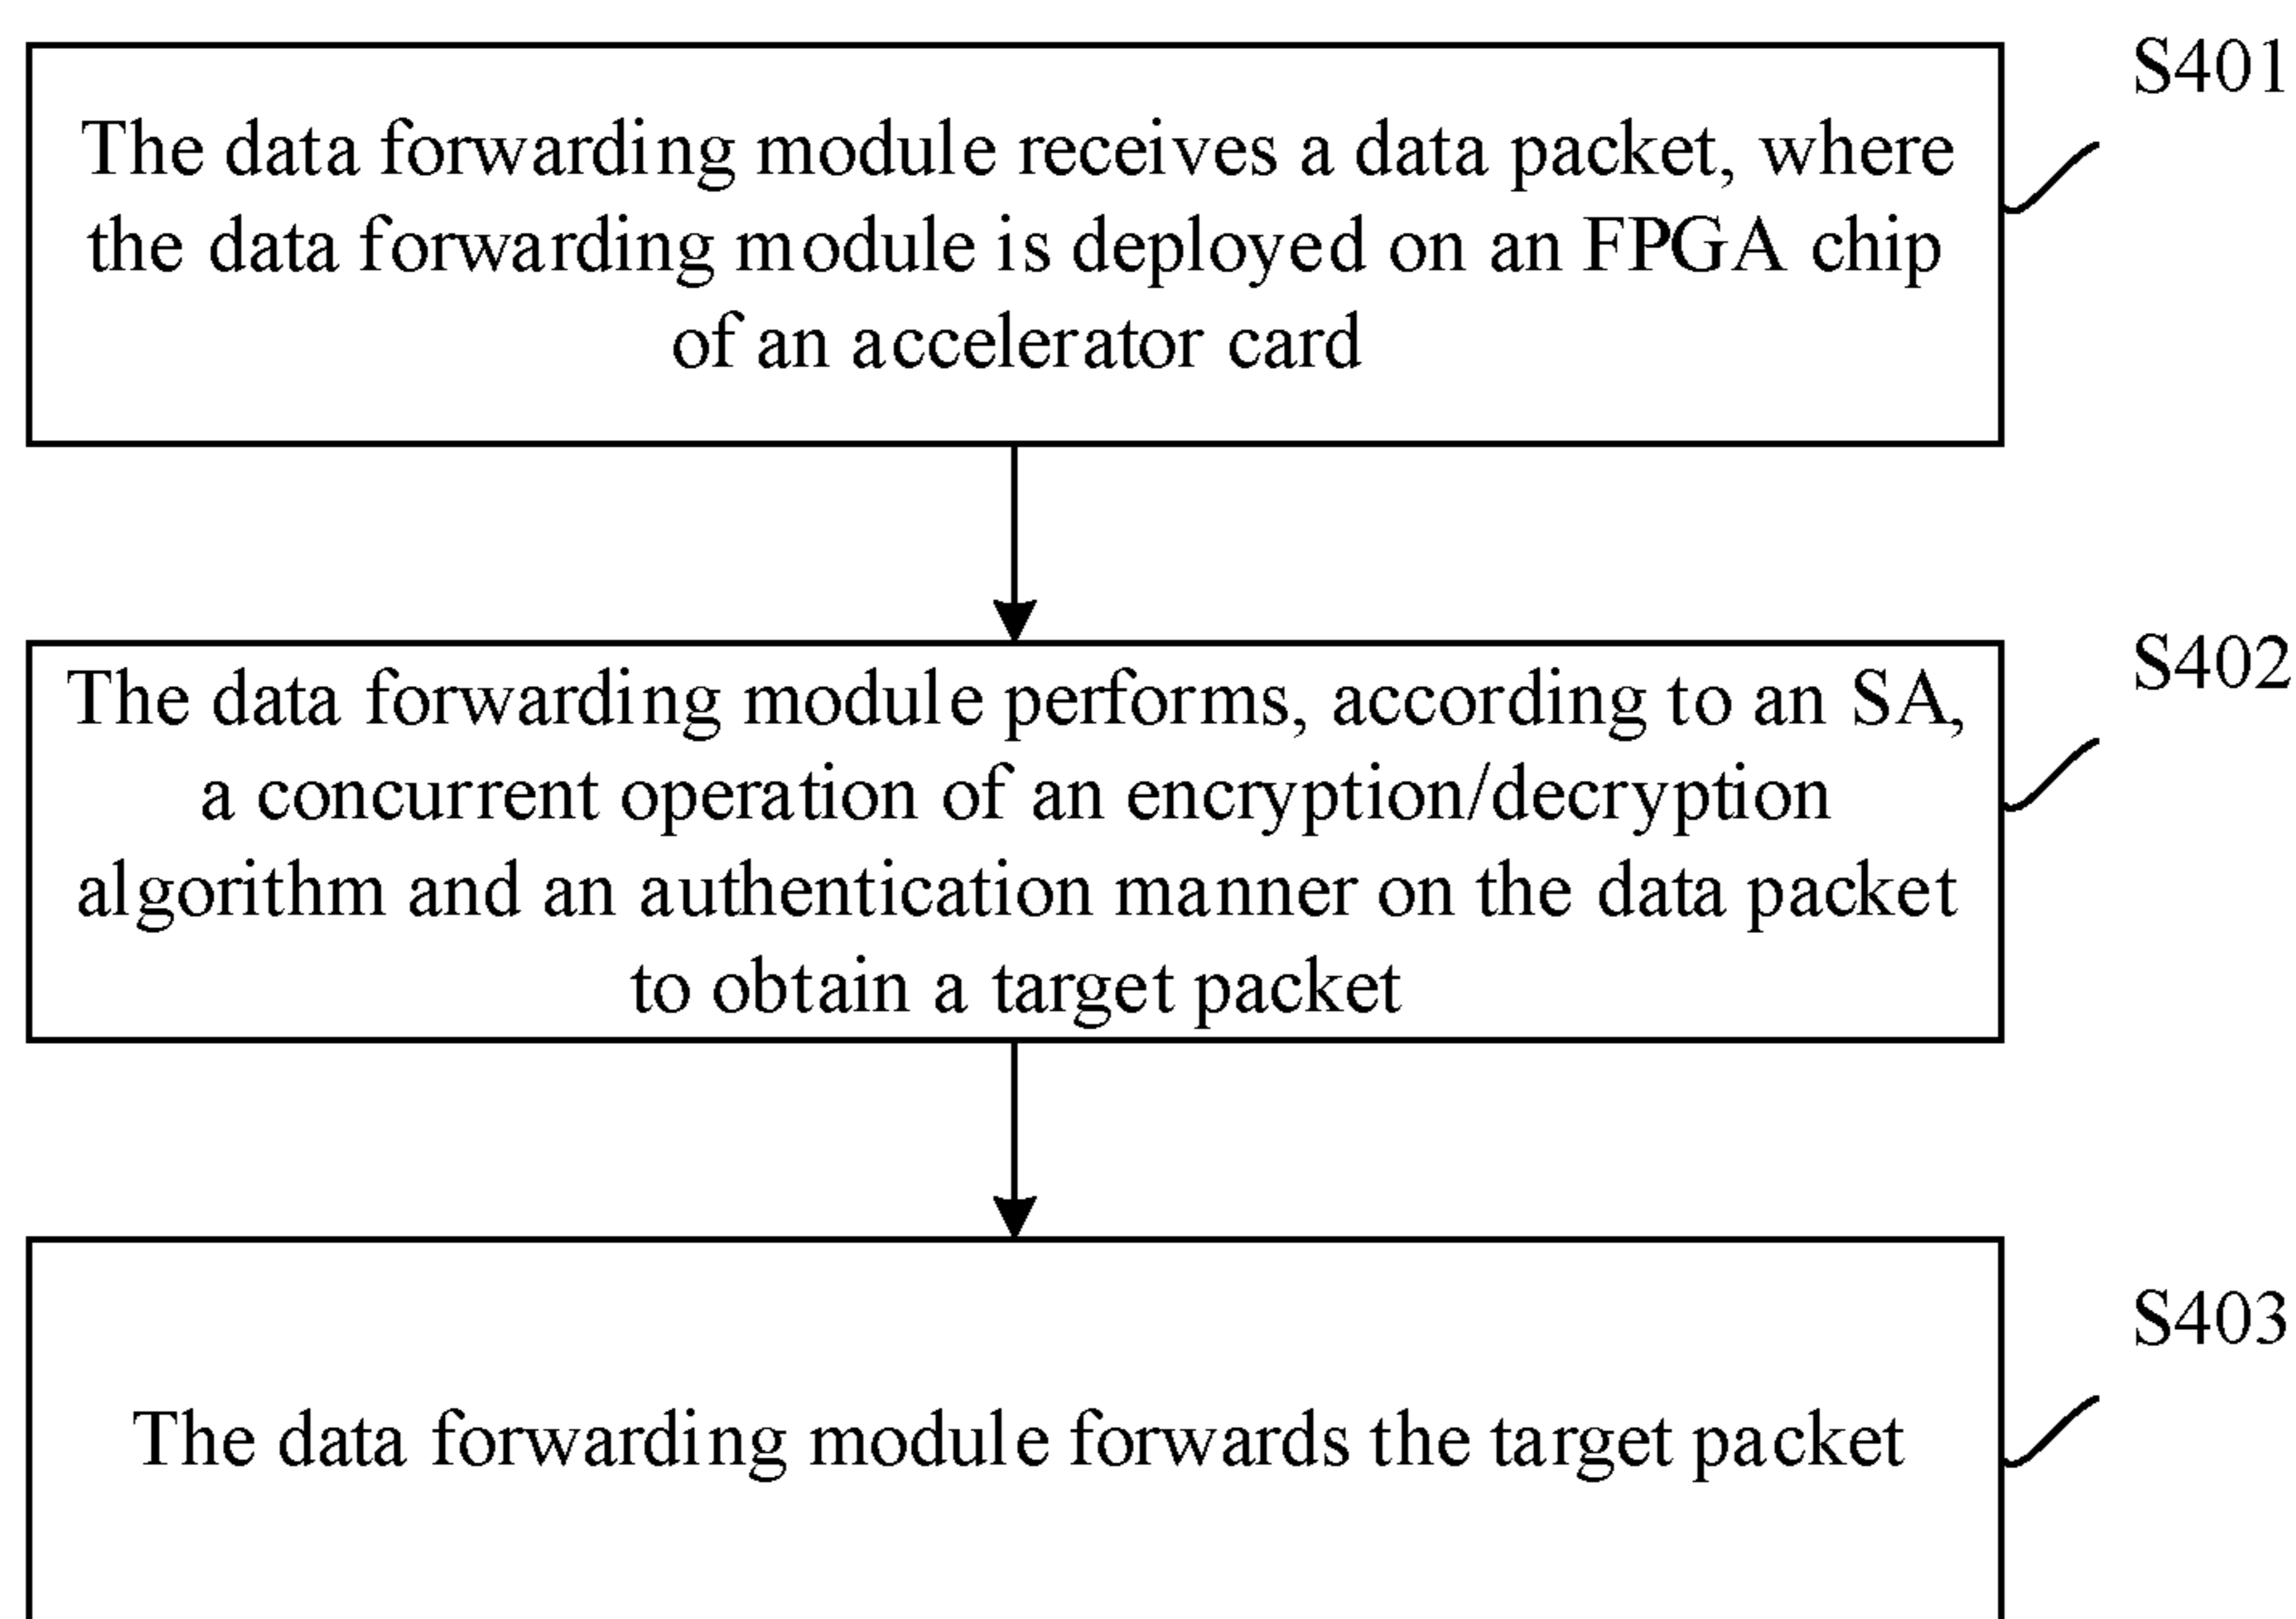 S401
The data forwarding module receives a data packet, where
the data forwarding module is deployed on an FPGA chip
of an accelerator card
S402
The data forwarding module performs, according to an SA,
a concurrent operation of an encryption/decryption
algorithm and an authentication manner on the data packet
to obtain a target packet
S403
The data forwarding module forwards the target packet